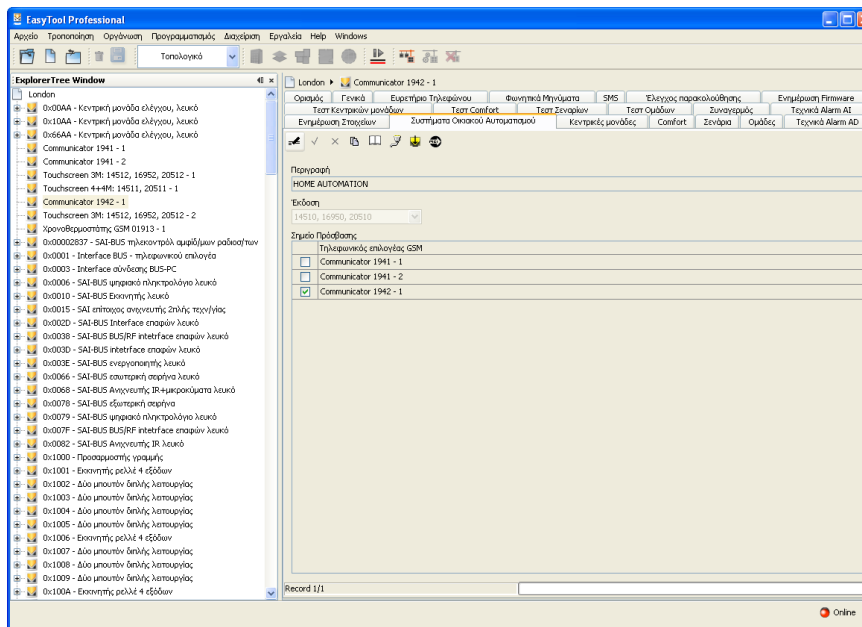 EasyTool Professional
Αρχείο Τροποποίηση Οργάνωση Προγραμματισμός Διαχείριση Εργαλεία Help Windows
Τοπολογικό
ExplorerTree Window
London
0x00AA - Κεντρική μονάδα ελέγχου, λευκό
0x10AA - Κεντρική μονάδα ελέγχου, λευκό
0x66AA - Κεντρική μονάδα ελέγχου, λευκό
Communicator 1941 - 1
Communicator 1941 - 2
Touchscreen 3M: 14512, 16952, 20512 - 1
Touchscreen 4+4M: 14511, 20511 - 1
Communicator 1942 - 1
Touchscreen 3M: 14512, 16952, 20512 - 2
Χρονοθερμοστάτης GSM 01913 - 1
0x00002837 - SAI-BUS τηλεκοντρόλ αμφίδ/μων ραδιοσ/των
0x0001 - Interface BUS - τηλεφωνικού επιλογέα
0x0003 - Interface σύνδεσης BUS-PC
0x0006 - SAI-BUS ψηφιακό πληκτρολόγιο λευκό
0x0010 - SAI-BUS Εκκινητής λευκό
0x0015 - SAI επίτοιχος ανιχνευτής 2πλής τεχν/γίας
0x002D - SAI-BUS Interface επαφών λευκό
0x0038 - SAI-BUS BUS/RF intetrface επαφών λευκό
0x003D - SAI-BUS intetrface επαφών λευκό
0x003E - SAI-BUS ενεργοποιητής λευκό
0x0066 - SAI-BUS εσωτερική σειρήνα λευκό
0x0068 - SAI-BUS Ανιχνευτής IR+μικροκύματα λευκό
0x0078 - SAI-BUS εξωτερική σειρήνα
0x0079 - SAI-BUS ψηφιακό πληκτρολόγιο λευκό
0x007F - SAI-BUS BUS/RF intetrface επαφών λευκό
0x0082 - SAI-BUS Ανιχνευτής IR λευκό
0x1000 - Προσαρμοστής γραμμής
0x1001 - Εκκινητής ρελλέ 4 εξόδων
0x1002 - Δύο μπουτόν διπλής λειτουργίας
0x1003 - Δύο μπουτόν διπλής λειτουργίας
0x1004 - Δύο μπουτόν διπλής λειτουργίας
0x1005 - Δύο μπουτόν διπλής λειτουργίας
0x1006 - Εκκινητής ρελλέ 4 εξόδων
0x1007 - Δύο μπουτόν διπλής λειτουργίας
0x1008 - Δύο μπουτόν διπλής λειτουργίας
0x1009 - Δύο μπουτόν διπλής λειτουργίας
0x100A - Εκκινητής ρελλέ 4 εξόδων
London Communicator 1942 - 1
Ορισμός Γενικά Ευρετήριο Τηλεφώνου Φωνητικά Μηνύματα SMS Έλεγχος παρακολούθησης Ενημέρωση Firmware
Τεστ Κεντρικών μονάδων Τεστ Comfort Τεστ Σεναρίων Τεστ Ομάδων Συναγερμός Τεχνικά Alarm AI
Ενημέρωση Στοιχείων Συστήματα Οικιακού Αυτοματισμού Κεντρικές μονάδες Comfort Σενάρια Ομάδες Τεχνικά Alarm AD
Περιγραφή
HOME AUTOMATION
Έκδοση
14510, 16950, 20510
Σημείο Πρόσβασης
Τηλεφωνικός επιλογέας GSM
Communicator 1941 - 1
Communicator 1941 - 2
Communicator 1942 - 1
Record 1/1
Online